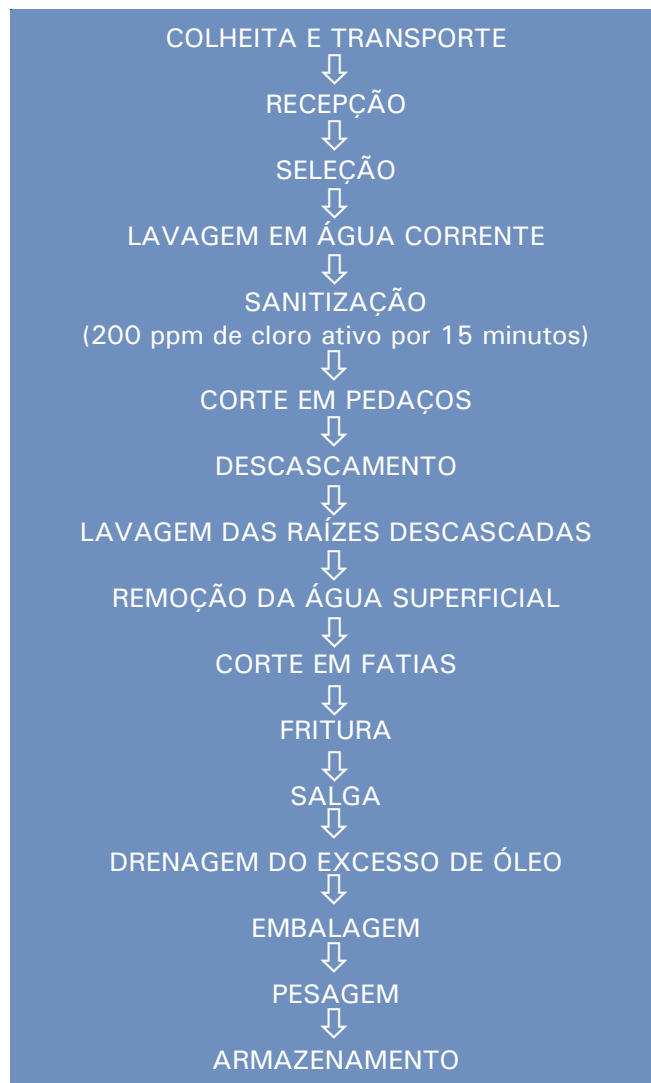 COLHEITA E TRANSPORTE
RECEPÇÃO
SELEÇÃO
LAVAGEM EM ÁGUA CORRENTE
SANITIZAÇÃO
(200 ppm de cloro ativo por 15 minutos)
CORTE EM PEDAÇOS
DESCASCAMENTO
LAVAGEM DAS RAÍZES DESCASCADAS
REMOÇÃO DA ÁGUA SUPERFICIAL
CORTE EM FATIAS
FRITURA
SALGA
DRENAGEM DO EXCESSO DE ÓLEO
EMBALAGEM
PESAGEM
ARMAZENAMENTO